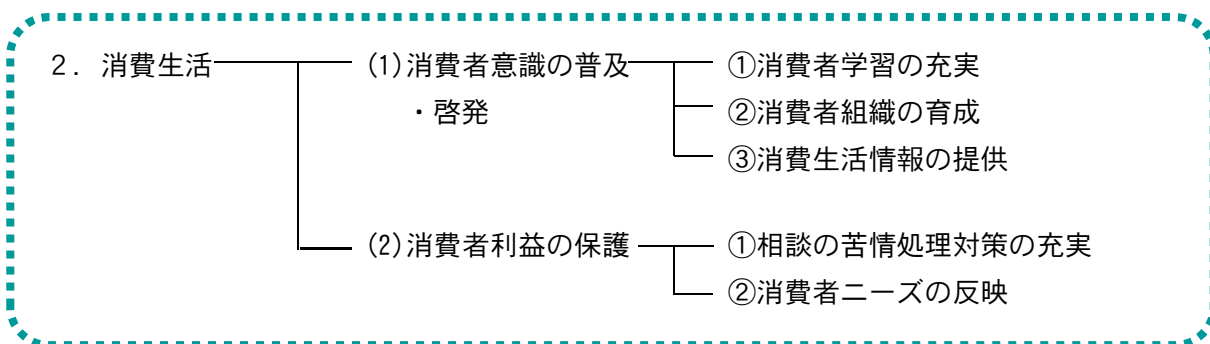 2．消費生活 (1)消費者意識の普及 ①消費者学習の充実
・啓発 ②消費者組織の育成
③消費生活情報の提供
(2)消費者利益の保護 ①相談の苦情処理対策の充実
②消費者ニーズの反映